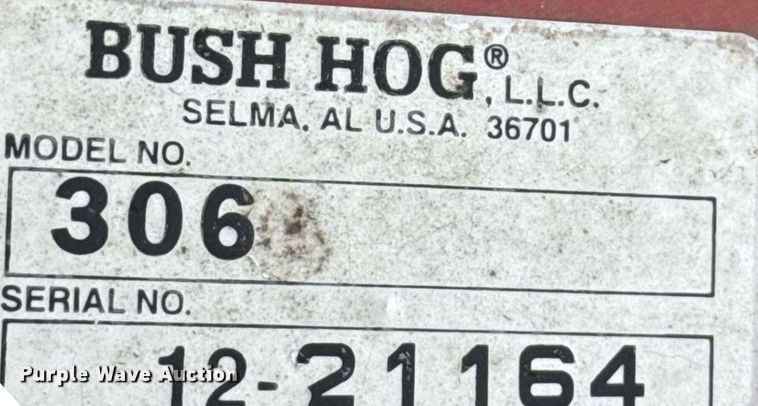 BUSH HOG®, L.L.C.
SELMA, AL U.S.A. 36701
MODEL NO.
306
SERIAL NO.
12-21164
Purple Wave Auction